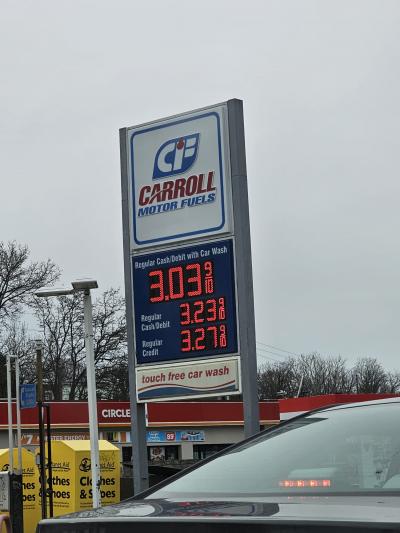 CF
CARROLL
MOTOR FUELS
Regular Cash/Debit with Car Wash
3.03 9/10
Regular
Cash/Debit
3.23 9/10
Regular
Credit
3.27 9/10
touch free car wash
CIRCLE
Clothes
& Shoes
Clothes
& Shoes